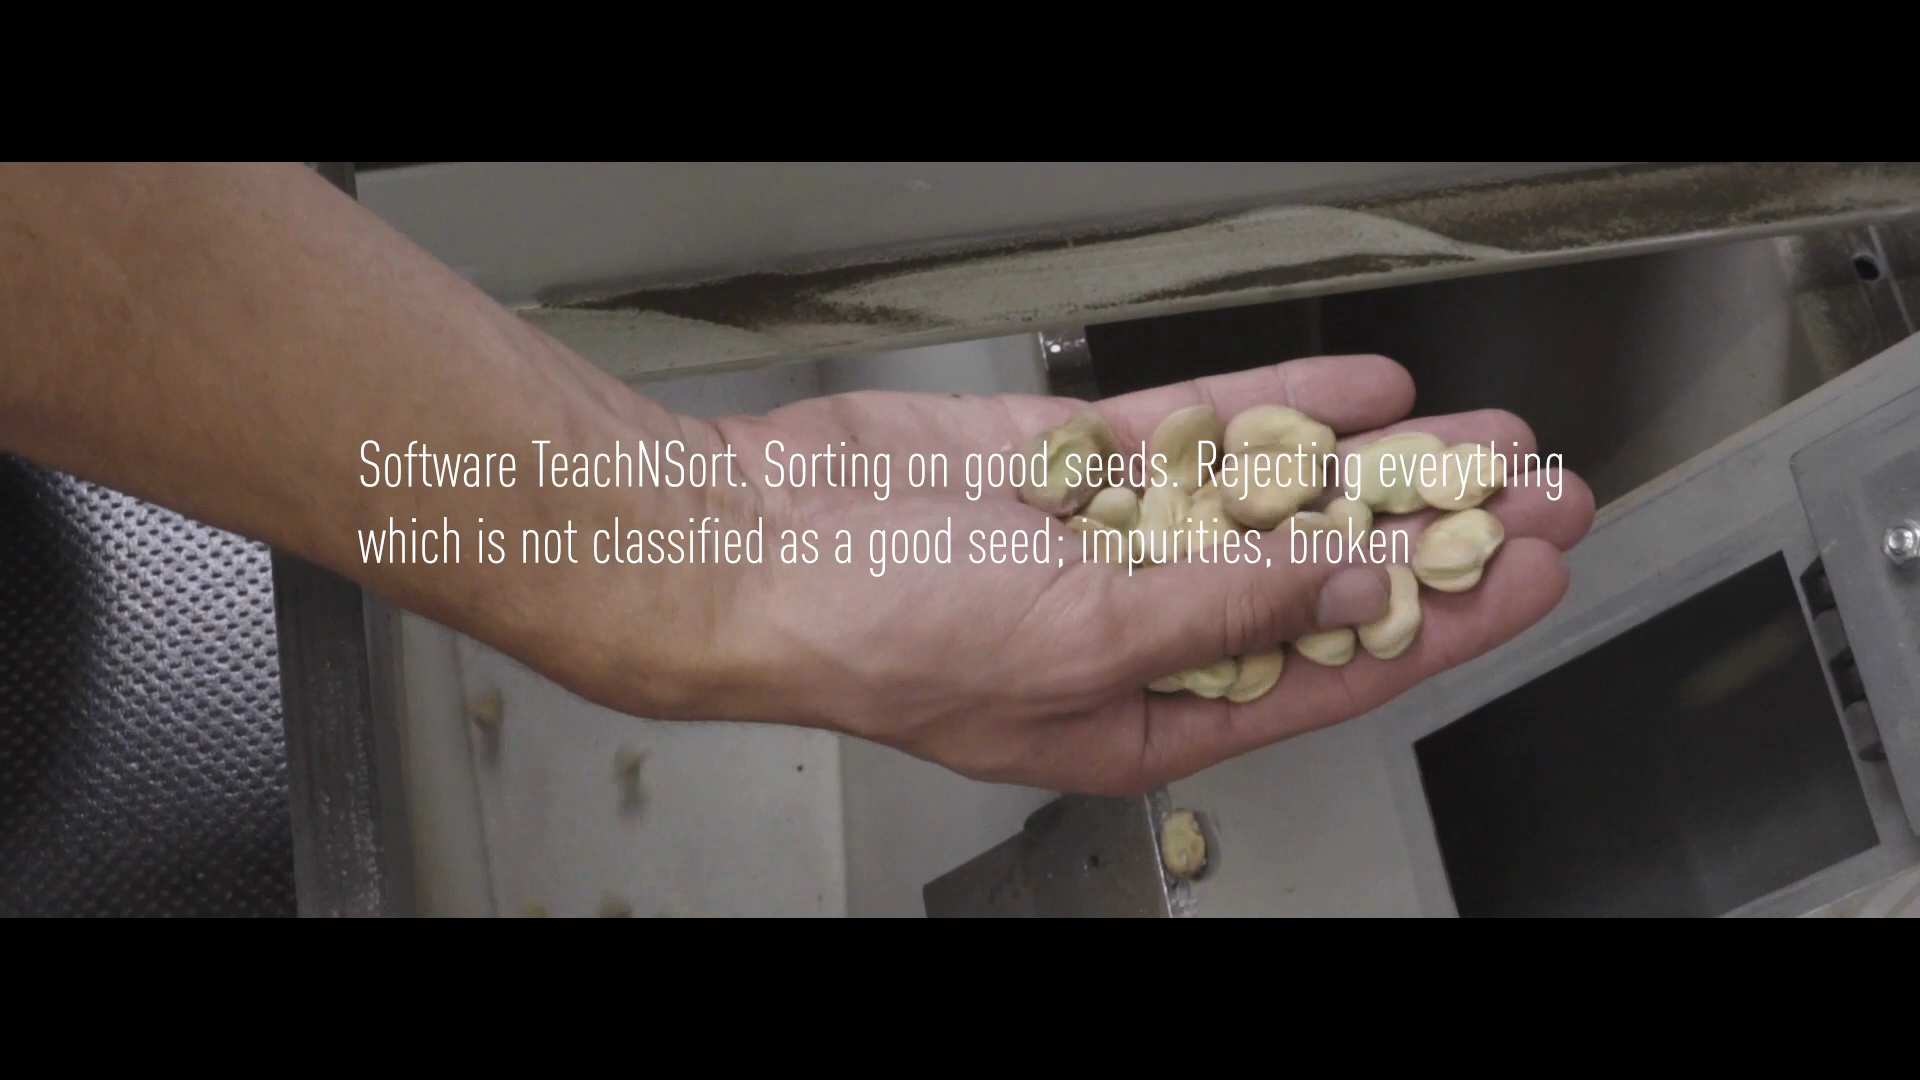 Software TeachNSort. Sorting on good seeds. Rejecting everything
which is not classified as a good seed; impurities, broken